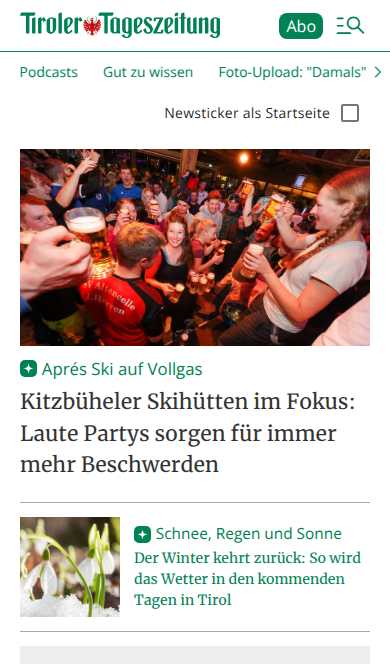 Tiroler Tageszeitung
Abo
Podcasts Gut zu wissen Foto-Upload: "Damals"
Newsticker als Startseite
Aprés Ski auf Vollgas
Kitzbüheler Skihütten im Fokus:
Laute Partys sorgen für immer
mehr Beschwerden
Schnee, Regen und Sonne
Der Winter kehrt zurück: So wird
das Wetter in den kommenden
Tagen in Tirol